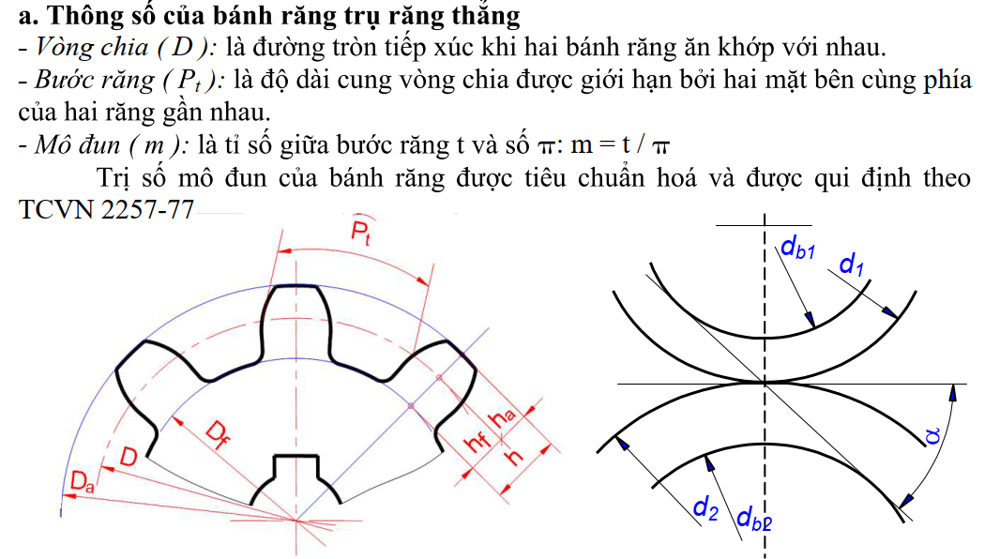 a. Thông số của bánh răng trụ răng thẳng
- Vòng chia ( D ): là đường tròn tiếp xúc khi hai bánh răng ăn khớp với nhau.
- Bước răng ( Pt ): là độ dài cung vòng chia được giới hạn bởi hai mặt bên cùng phía
của hai răng gần nhau.
- Mô đun ( m ): là tỉ số giữa bước răng t và số π: m = t / π
Trị số mô đun của bánh răng được tiêu chuẩn hoá và được qui định theo
TCVN 2257-77
Pt
db1
d1
Df
hf
ha
h
α
D
Da
d2
db2